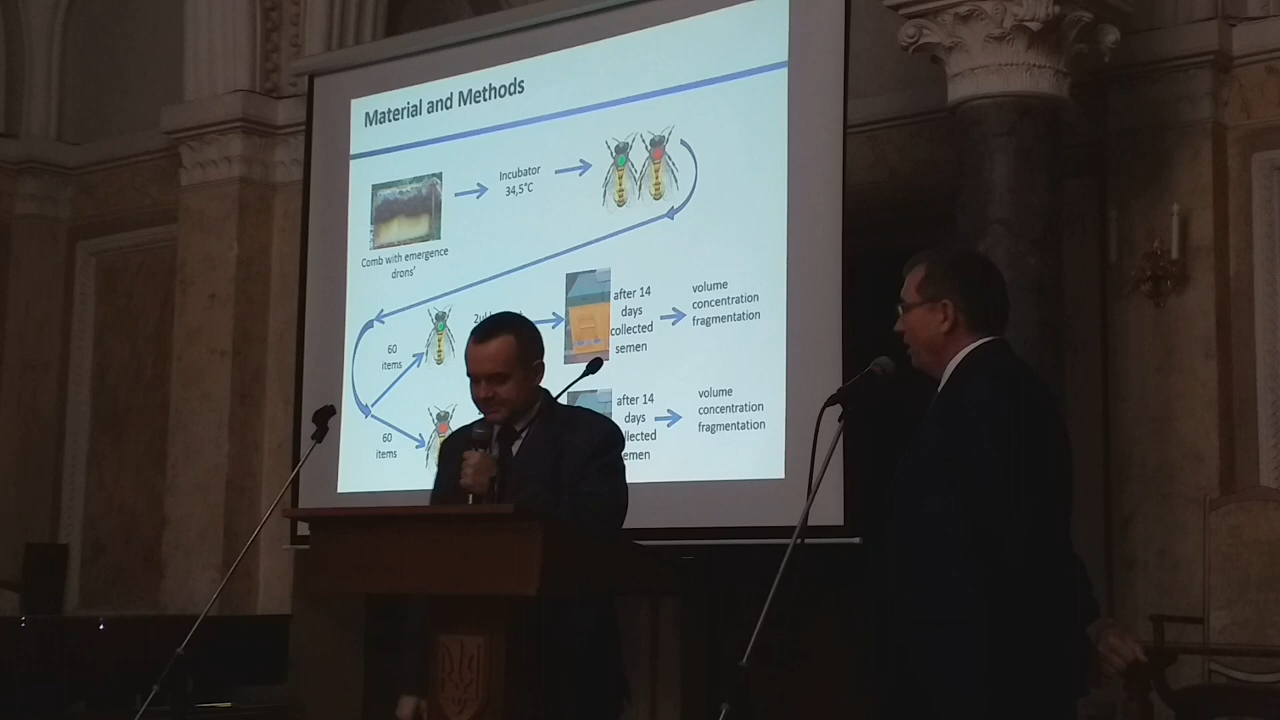 Material and Methods
Incubator
34,5°C
Comb with emergence
drons'
60
items
after 14
days
collected
semen
volume
concentration
fragmentation
60
items
after 14
days
llected
emen
volume
concentration
fragmentation